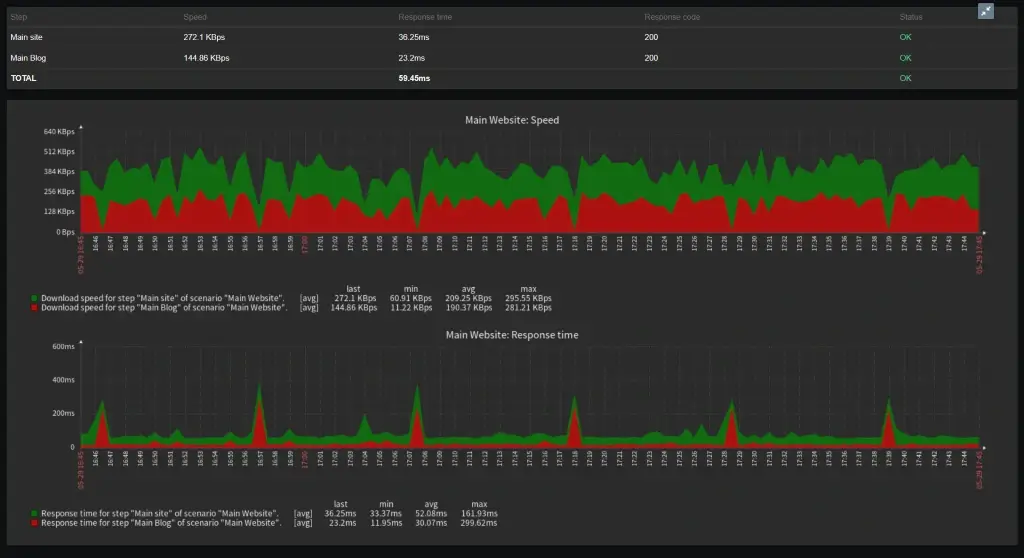 Step Speed Response time Response code Status
Main site 272.1 KBps 36.25ms 200 OK
Main Blog 144.86 KBps 23.2ms 200 OK
TOTAL 59.45ms OK
Main Website: Speed
640 KBps
512 KBps
384 KBps
256 KBps
128 KBps
0 Bps
05-29 16:45 16:46 16:47 16:48 16:49 16:50 16:51 16:52 16:53 16:54 16:55 16:56 16:57 16:58 16:59 17:00 17:01 17:02 17:03 17:04 17:05 17:06 17:07 17:08 17:09 17:10 17:11 17:12 17:13 17:14 17:15 17:16 17:17 17:18 17:19 17:20 17:21 17:22 17:23 17:24 17:25 17:26 17:27 17:28 17:29 17:30 17:31 17:32 17:33 17:34 17:35 17:36 17:37 17:38 17:39 17:40 17:41 17:42 17:43 17:44 05-29 17:45
last min avg max
Download speed for step "Main site" of scenario "Main Website". [avg] 272.1 KBps 60.91 KBps 209.25 KBps 295.55 KBps
Download speed for step "Main Blog" of scenario "Main Website". [avg] 144.86 KBps 11.22 KBps 190.37 KBps 281.21 KBps
Main Website: Response time
600ms
400ms
200ms
0
05-29 16:45 16:46 16:47 16:48 16:49 16:50 16:51 16:52 16:53 16:54 16:55 16:56 16:57 16:58 16:59 17:00 17:01 17:02 17:03 17:04 17:05 17:06 17:07 17:08 17:09 17:10 17:11 17:12 17:13 17:14 17:15 17:16 17:17 17:18 17:19 17:20 17:21 17:22 17:23 17:24 17:25 17:26 17:27 17:28 17:29 17:30 17:31 17:32 17:33 17:34 17:35 17:36 17:37 17:38 17:39 17:40 17:41 17:42 17:43 17:44 05-29 17:45
last min avg max
Response time for step "Main site" of scenario "Main Website". [avg] 36.25ms 33.37ms 52.08ms 161.93ms
Response time for step "Main Blog" of scenario "Main Website". [avg] 23.2ms 11.95ms 30.07ms 299.62ms